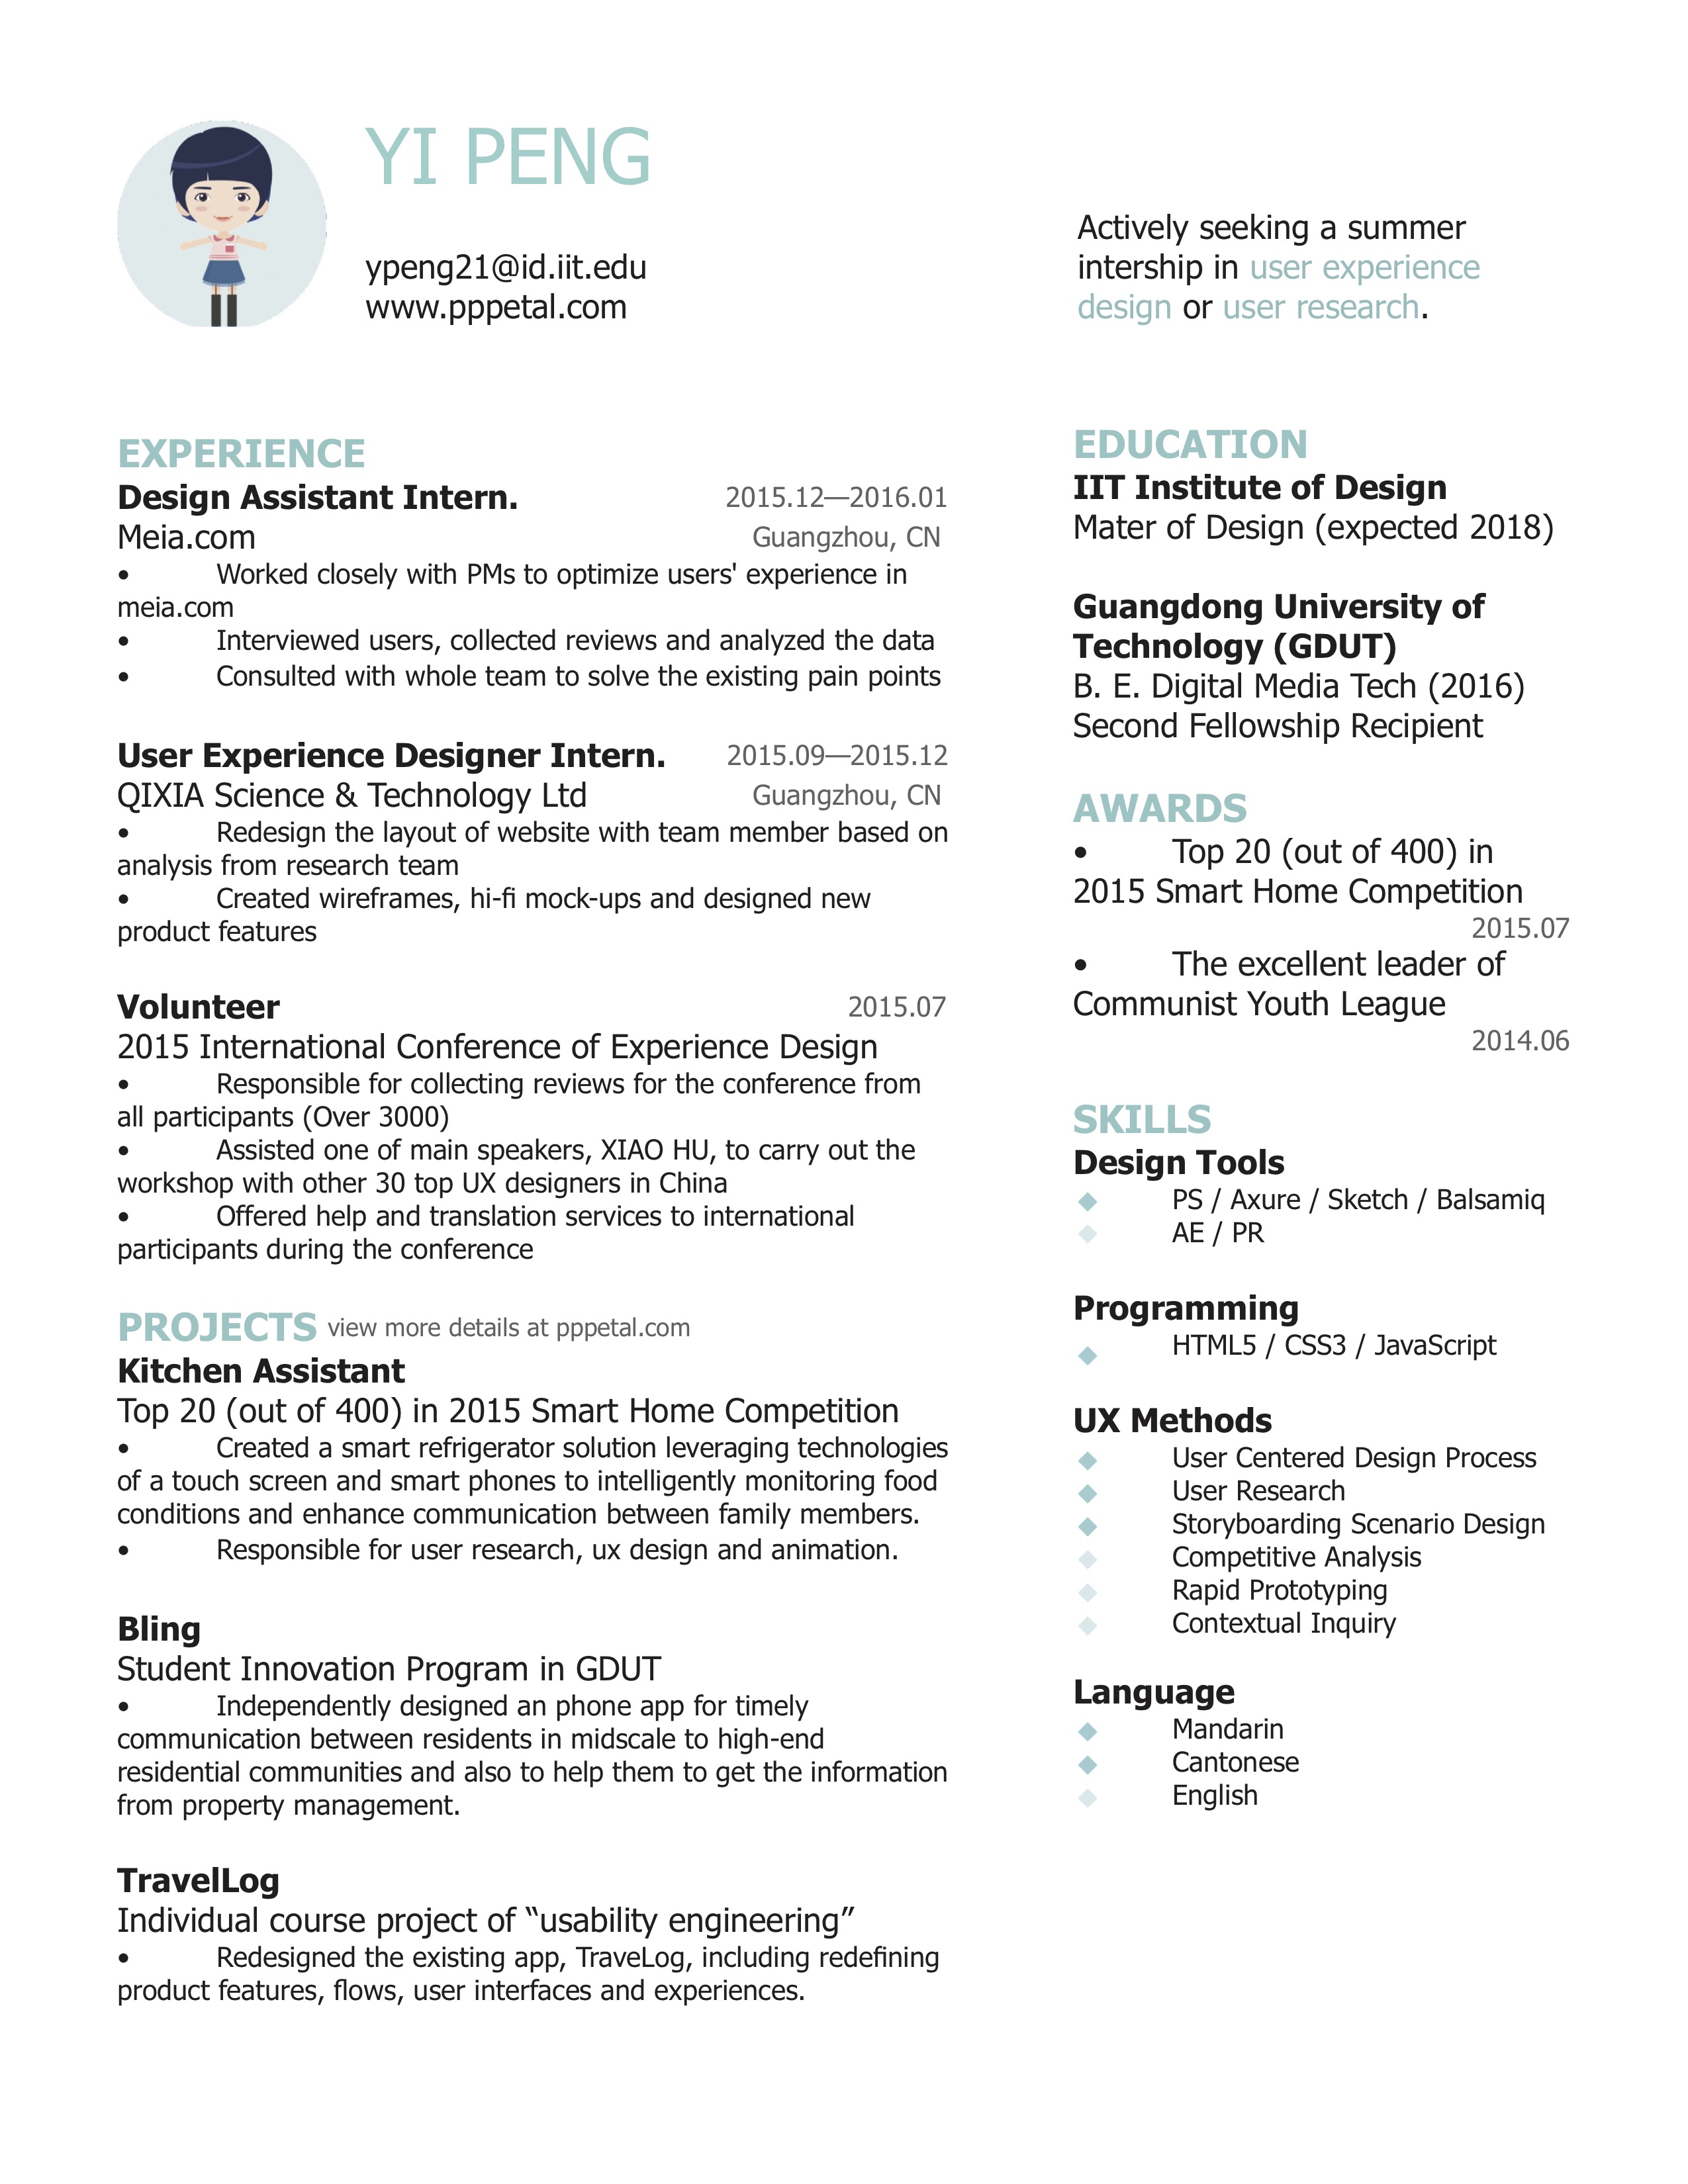 YI PENG
ypeng21@id.iit.edu
www.pppetal.com
Actively seeking a summer
intership in user experience
design or user research.
EXPERIENCE
Design Assistant Intern. 2015.12—2016.01
Meia.com Guangzhou, CN
• Worked closely with PMs to optimize users' experience in
meia.com
• Interviewed users, collected reviews and analyzed the data
• Consulted with whole team to solve the existing pain points
User Experience Designer Intern. 2015.09—2015.12
QIXIA Science & Technology Ltd Guangzhou, CN
• Redesign the layout of website with team member based on
analysis from research team
• Created wireframes, hi-fi mock-ups and designed new
product features
Volunteer 2015.07
2015 International Conference of Experience Design
• Responsible for collecting reviews for the conference from
all participants (Over 3000)
• Assisted one of main speakers, XIAO HU, to carry out the
workshop with other 30 top UX designers in China
• Offered help and translation services to international
participants during the conference
PROJECTS view more details at pppetal.com
Kitchen Assistant
Top 20 (out of 400) in 2015 Smart Home Competition
• Created a smart refrigerator solution leveraging technologies
of a touch screen and smart phones to intelligently monitoring food
conditions and enhance communication between family members.
• Responsible for user research, ux design and animation.
Bling
Student Innovation Program in GDUT
• Independently designed an phone app for timely
communication between residents in midscale to high-end
residential communities and also to help them to get the information
from property management.
TravelLog
Individual course project of “usability engineering”
• Redesigned the existing app, TraveLog, including redefining
product features, flows, user interfaces and experiences.
EDUCATION
IIT Institute of Design
Mater of Design (expected 2018)
Guangdong University of
Technology (GDUT)
B. E. Digital Media Tech (2016)
Second Fellowship Recipient
AWARDS
• Top 20 (out of 400) in
2015 Smart Home Competition
2015.07
• The excellent leader of
Communist Youth League
2014.06
SKILLS
Design Tools
◆ PS / Axure / Sketch / Balsamiq
◆ AE / PR
Programming
◆ HTML5 / CSS3 / JavaScript
UX Methods
◆ User Centered Design Process
◆ User Research
◆ Storyboarding Scenario Design
◆ Competitive Analysis
◆ Rapid Prototyping
◆ Contextual Inquiry
Language
◆ Mandarin
◆ Cantonese
◆ English